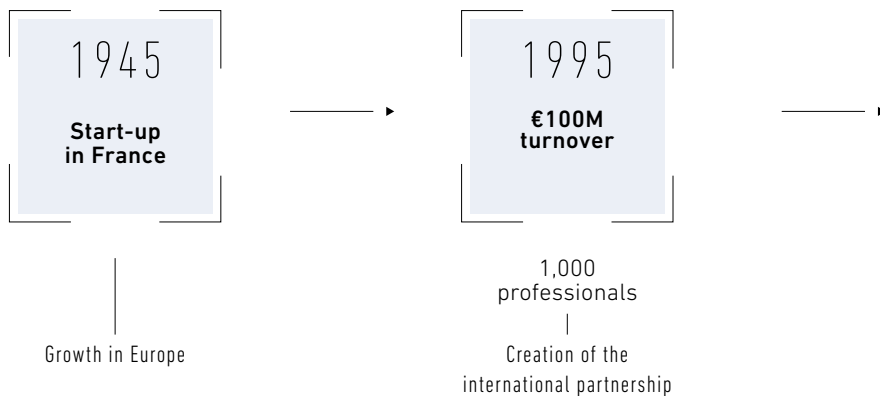 1945
Start-up
in France
Growth in Europe
1995
€100M
turnover
1,000
professionals
Creation of the
international partnership